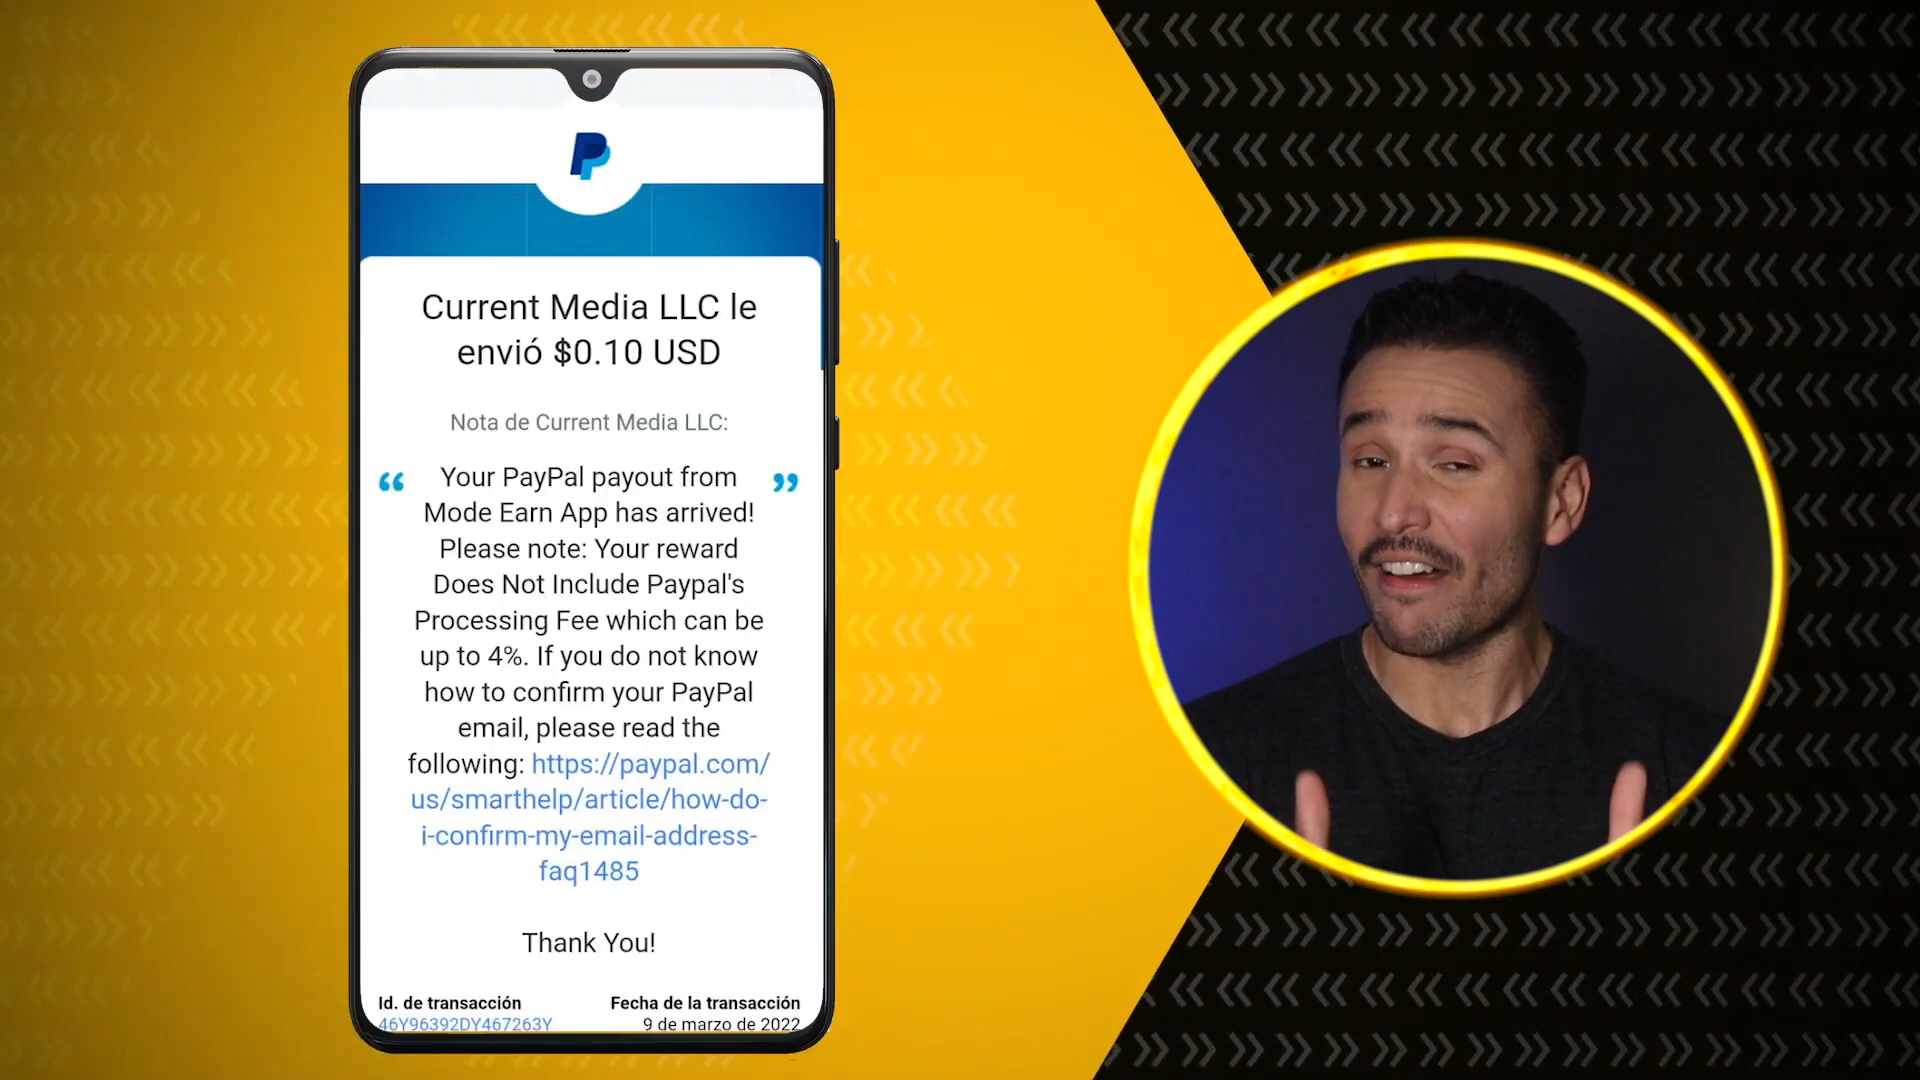 Current Media LLC le
envió $0.10 USD
Nota de Current Media LLC:
“ Your PayPal payout from ”
Mode Earn App has arrived!
Please note: Your reward
Does Not Include Paypal's
Processing Fee which can be
up to 4%. If you do not know
how to confirm your PayPal
email, please read the
following: https://paypal.com/
us/smarthelp/article/how-do-
i-confirm-my-email-address-
faq1485
Thank You!
Id. de transacción
46Y96392DY467263Y
Fecha de la transacción
9 de marzo de 2022